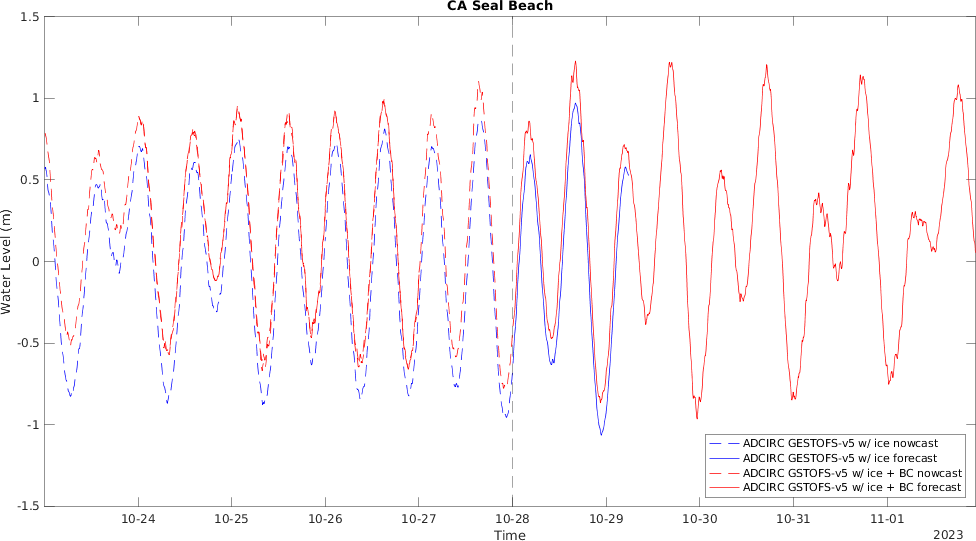 CA Seal Beach
Water Level (m)
1.5
1
0.5
0
-0.5
-1
-1.5
10-24
10-25
10-26
10-27
10-28
10-29
10-30
10-31
11-01
Time
2023
ADCIRC GESTOFS-v5 w/ ice nowcast
ADCIRC GESTOFS-v5 w/ ice forecast
ADCIRC GSTOFS-v5 w/ ice + BC nowcast
ADCIRC GSTOFS-v5 w/ ice + BC forecast